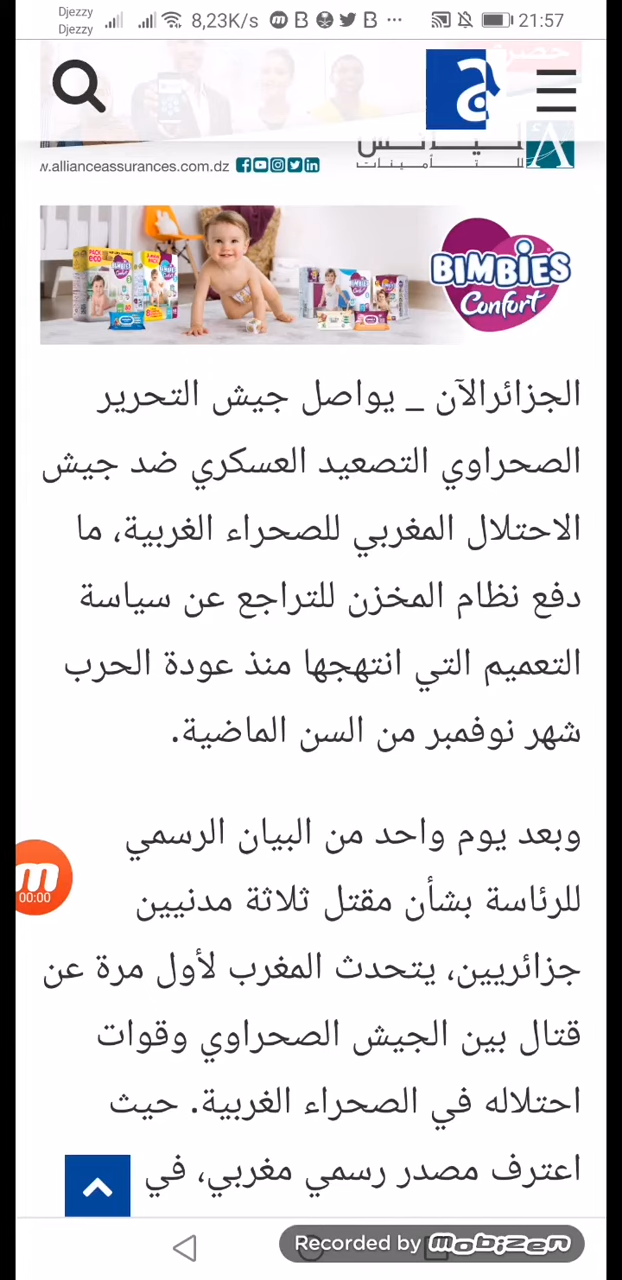 Djezzy
Djezzy
8,23K/s
21:57
w.allianceassurances.com.dz
PACK eco
BIMBIES
BIMBIES
Confort
الجزائرالآن _ يواصل جيش التحرير
الصحراوي التصعيد العسكري ضد جيش
الاحتلال المغربي للصحراء الغربية، ما
دفع نظام المخزن للتراجع عن سياسة
التعميم التي انتهجها منذ عودة الحرب
شهر نوفمبر من السن الماضية.
وبعد يوم واحد من البيان الرسمي
للرئاسة بشأن مقتل ثلاثة مدنيين
جزائريين، يتحدث المغرب لأول مرة عن
قتال بين الجيش الصحراوي وقوات
احتلاله في الصحراء الغربية. حيث
اعترف مصدر رسمي مغربي، في
00:00
Recorded by mobizen